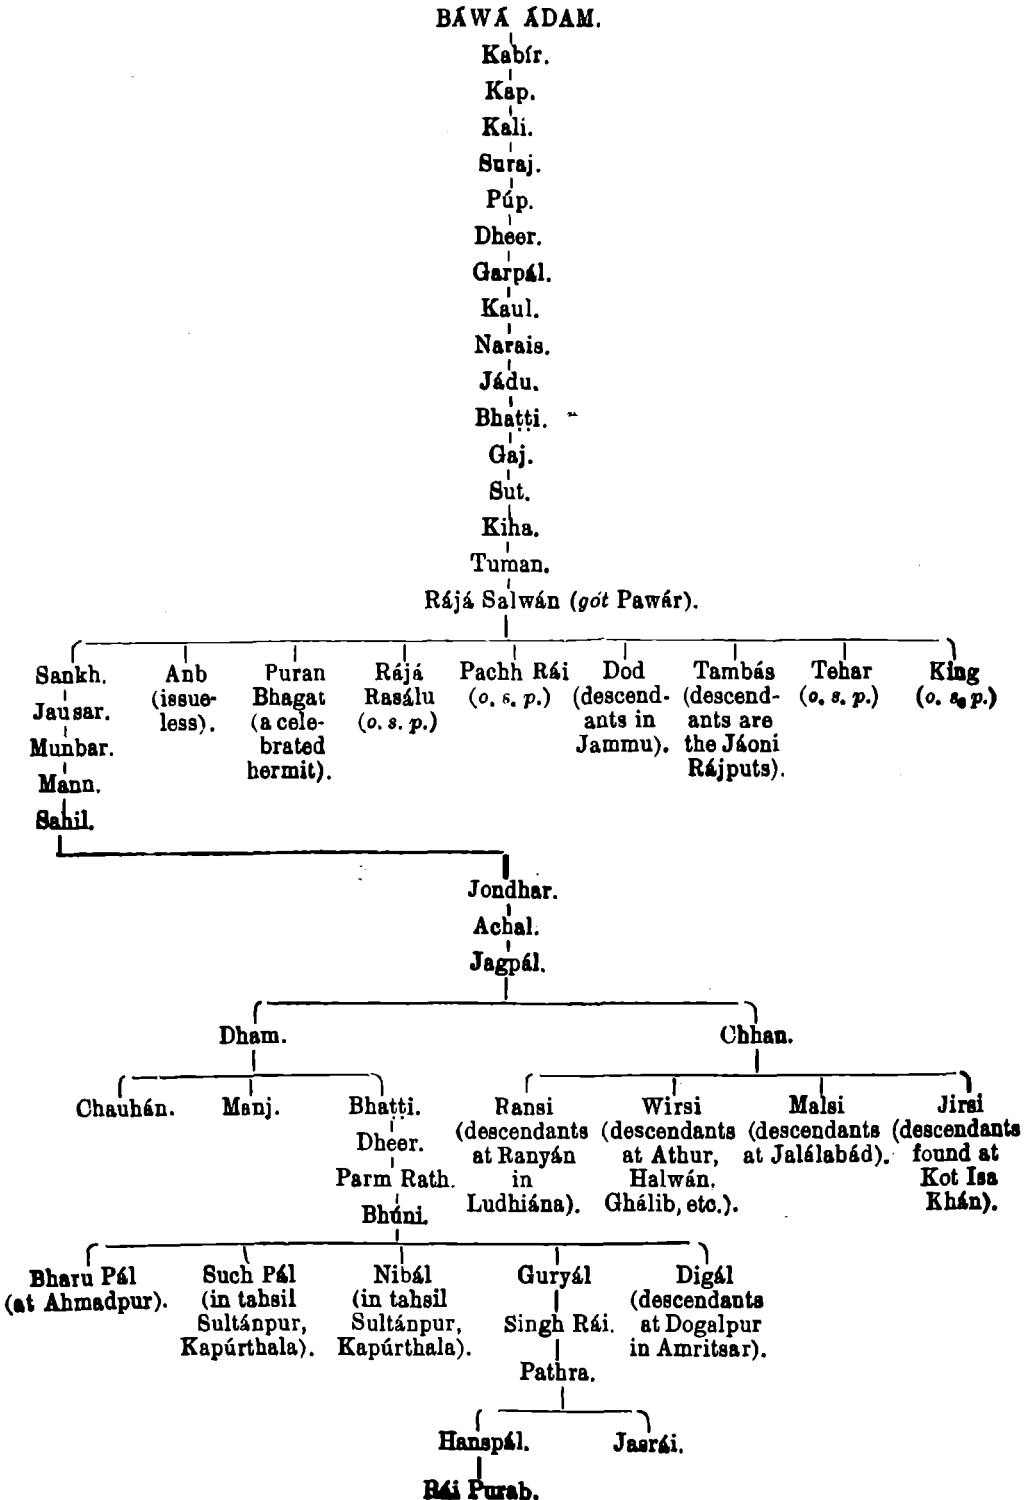 BÁWÁ ÁDAM.
Kabír.
Kap.
Kali.
Suraj.
Púp.
Dheer.
Garpál.
Kaul.
Narais.
Jádu.
Bhaṭṭi.
Gaj.
Sut.
Kiha.
Tuman.
Rájá Salwán (gót Pawár).
Sankh. Anb Puran Rájá Pachh Rái Dod Tambás Tehar King
(issue- Bhagat Rasálu (o. s. p.) (descend- (descend- (o. s. p.) (o. s. p.)
Jausar. less). (a cele- (o. s. p.) ants in ants are
Munbar. brated Jammu). the Jáoni
hermit). Rájputs).
Mann.
Sahil.
Jondhar.
Achal.
Jagpál.
Dham. Chhan.
Chauhán. Manj. Bhaṭṭi. Ransi Wirsi Malsi Jirsi
(descendants (descendants (descendants (descendants
Dheer. at Ranyán at Athur, at Jalálabád). found at
Parm Rath. in Halwán, Kot Isa
Ludhiána). Ghálib, etc.). Khán).
Bhúni.
Bharu Pál Such Pál Nibál Guryál Digál
(at Ahmadpur). (in tahsil (in tahsil (descendants
Sultánpur, Sultánpur, Singh Rái. at Dogalpur
Kapúrthala). Kapúrthala). in Amritsar).
Pathra.
Hanspál. Jasrái.
Rái Purab.